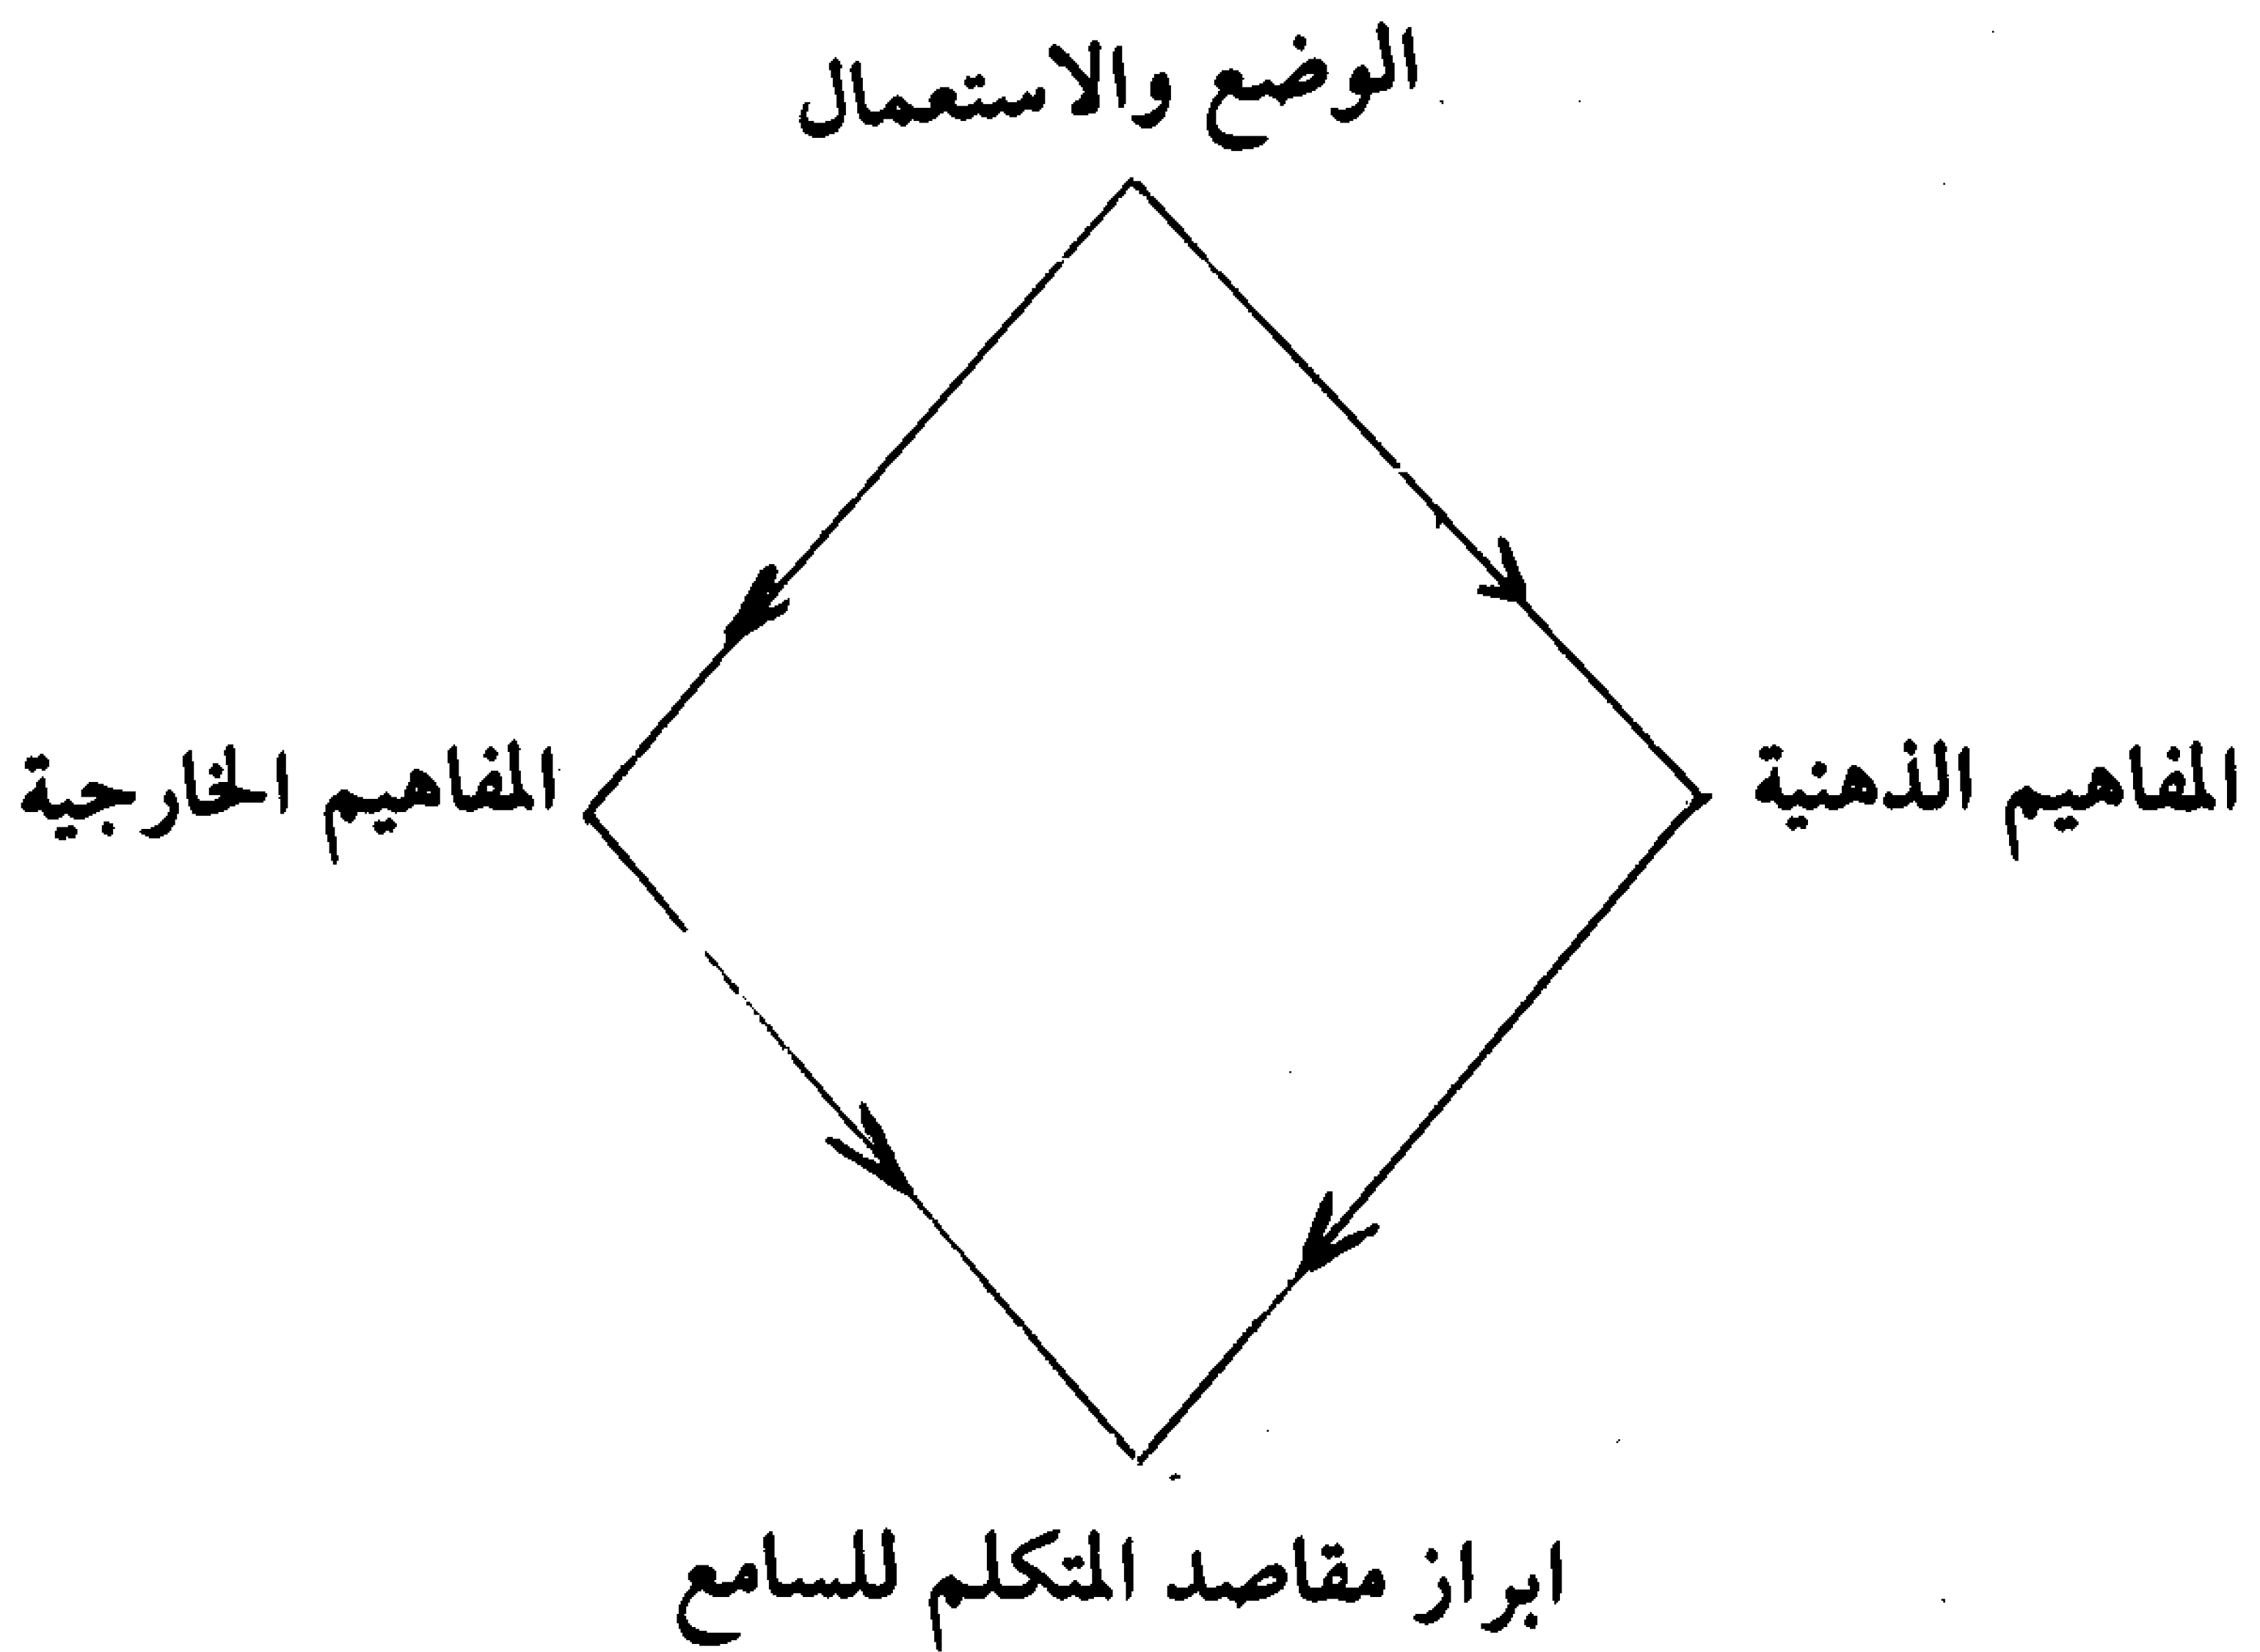 الوضع والاستعمال
المفاهيم الذهنية
المفاهيم الخارجية
ابراز مقاصد المتكلم للسامع